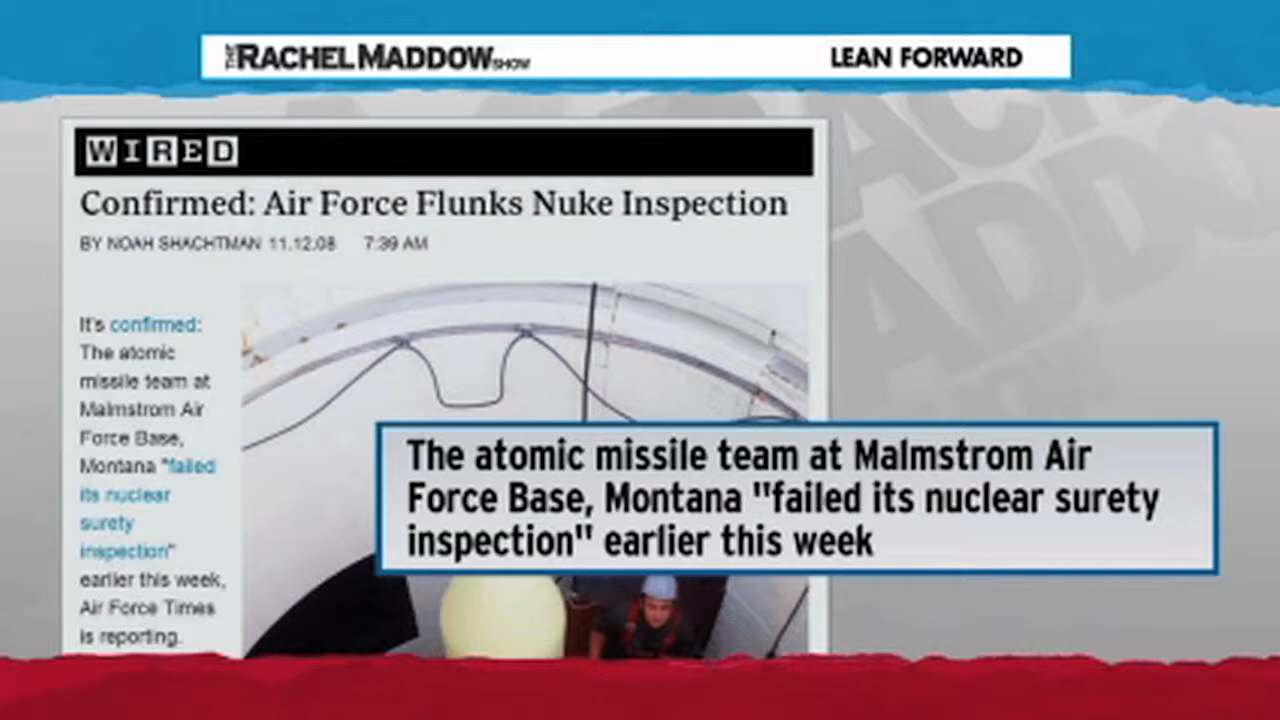 THE RACHEL MADDOW SHOW
LEAN FORWARD
WIRED
Confirmed: Air Force Flunks Nuke Inspection
BY NOAH SHACHTMAN 11.12.08 7:39 AM
It's confirmed:
The atomic
missile team at
Malmstrom Air
Force Base,
Montana "failed
its nuclear
surety
inspection"
earlier this week,
Air Force Times
is reporting.
The atomic missile team at Malmstrom Air
Force Base, Montana "failed its nuclear surety
inspection" earlier this week